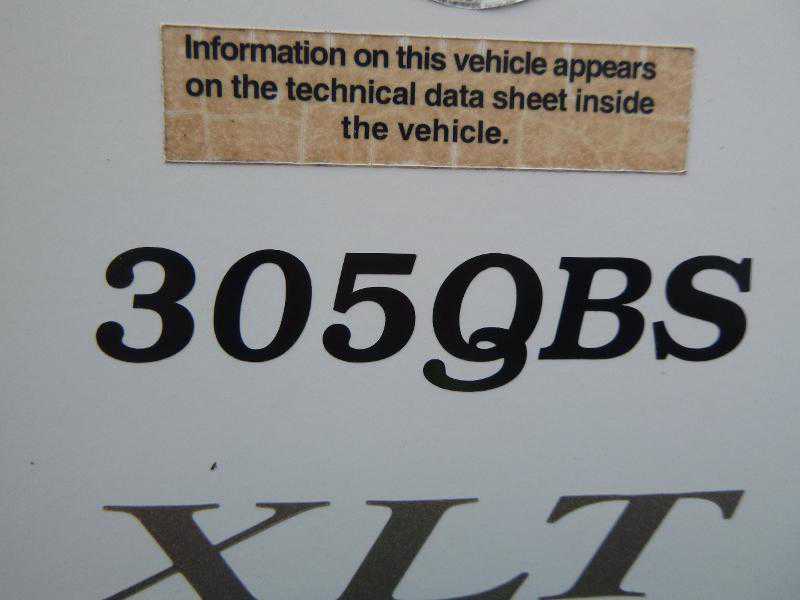 Information on this vehicle appears
on the technical data sheet inside
the vehicle.
305QBS
XLT